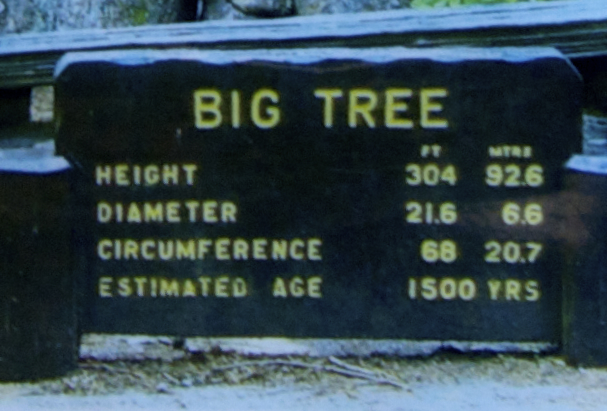 BIG TREE
FT MTRS
HEIGHT 304 92.6
DIAMETER 21.6 6.6
CIRCUMFERENCE 68 20.7
ESTIMATED AGE 1500 YRS